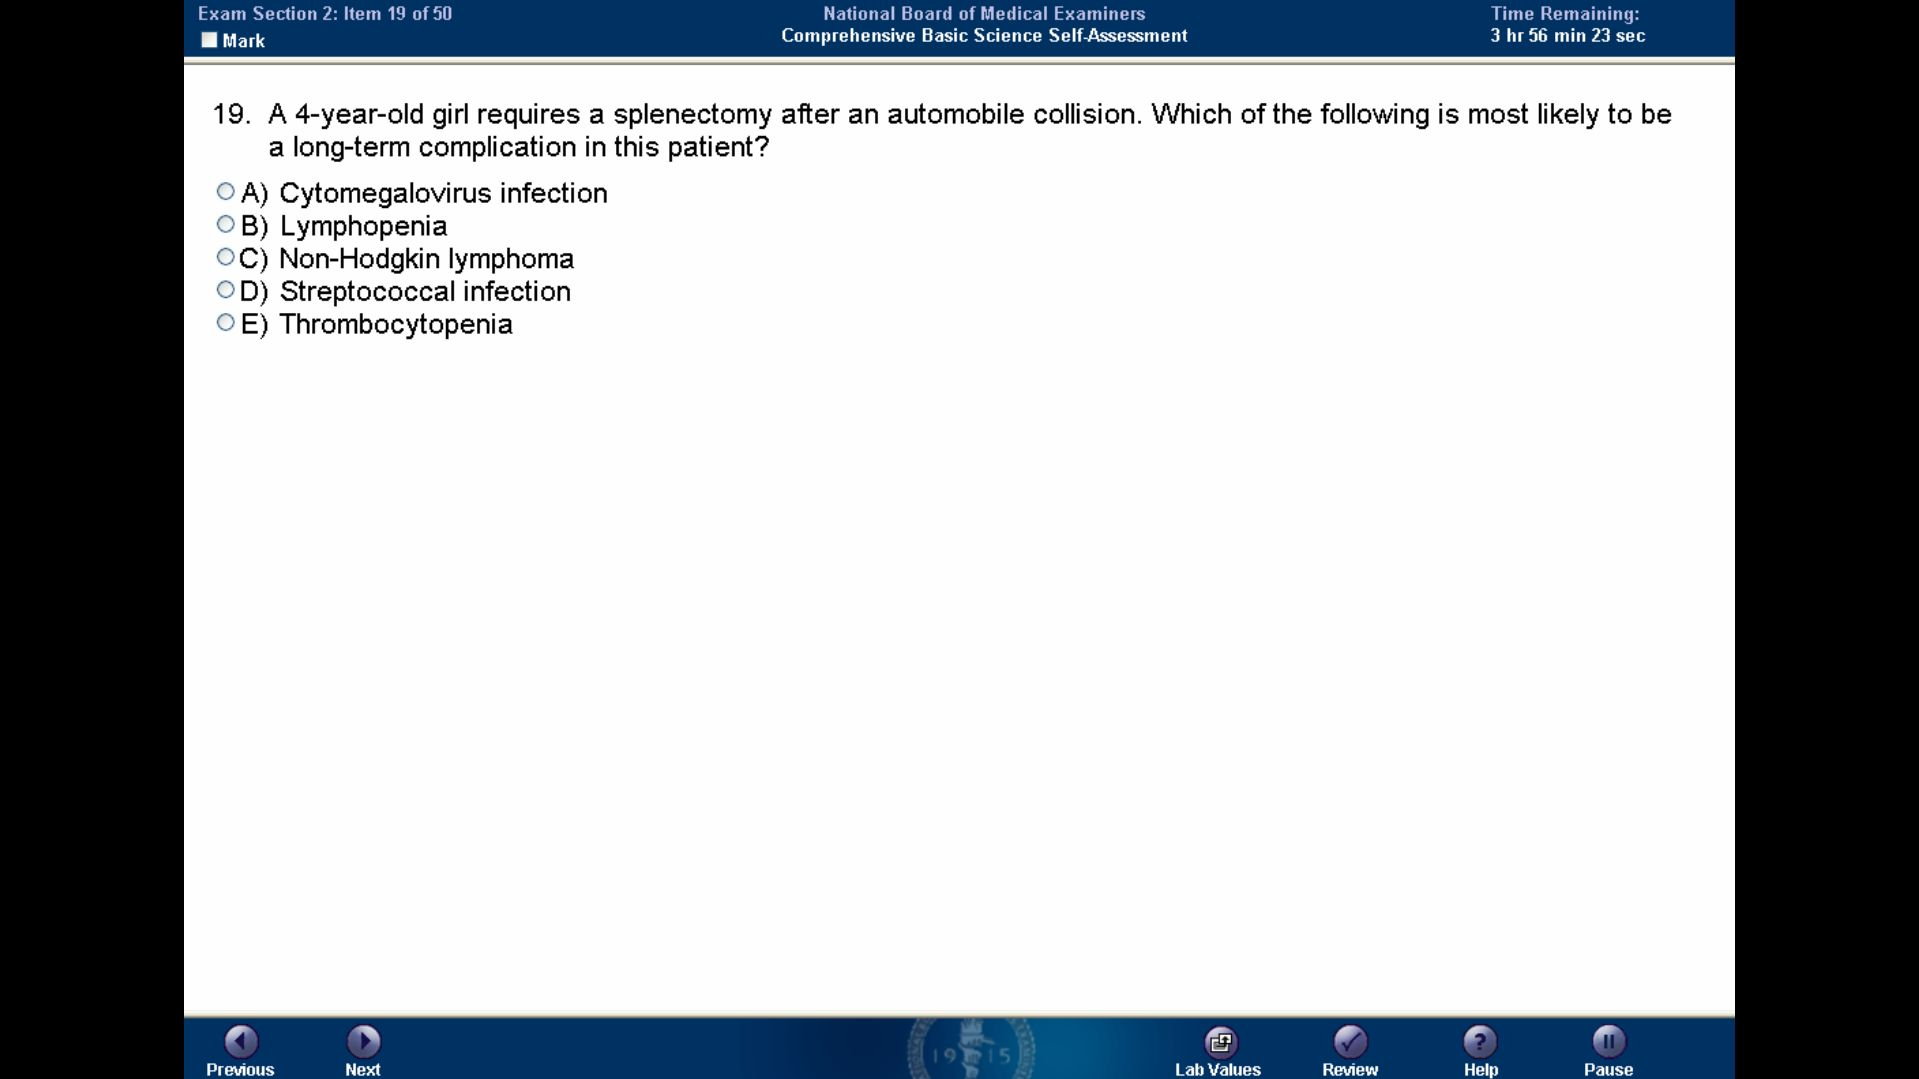 Exam Section 2: Item 19 of 50
National Board of Medical Examiners
Time Remaining:
Mark
Comprehensive Basic Science Self-Assessment
3 hr 56 min 23 sec
19. A 4-year-old girl requires a splenectomy after an automobile collision. Which of the following is most likely to be
a long-term complication in this patient?
A) Cytomegalovirus infection
B) Lymphopenia
C) Non-Hodgkin lymphoma
D) Streptococcal infection
E) Thrombocytopenia
19 15
Previous
Next
Lab Values
Review
Help
Pause